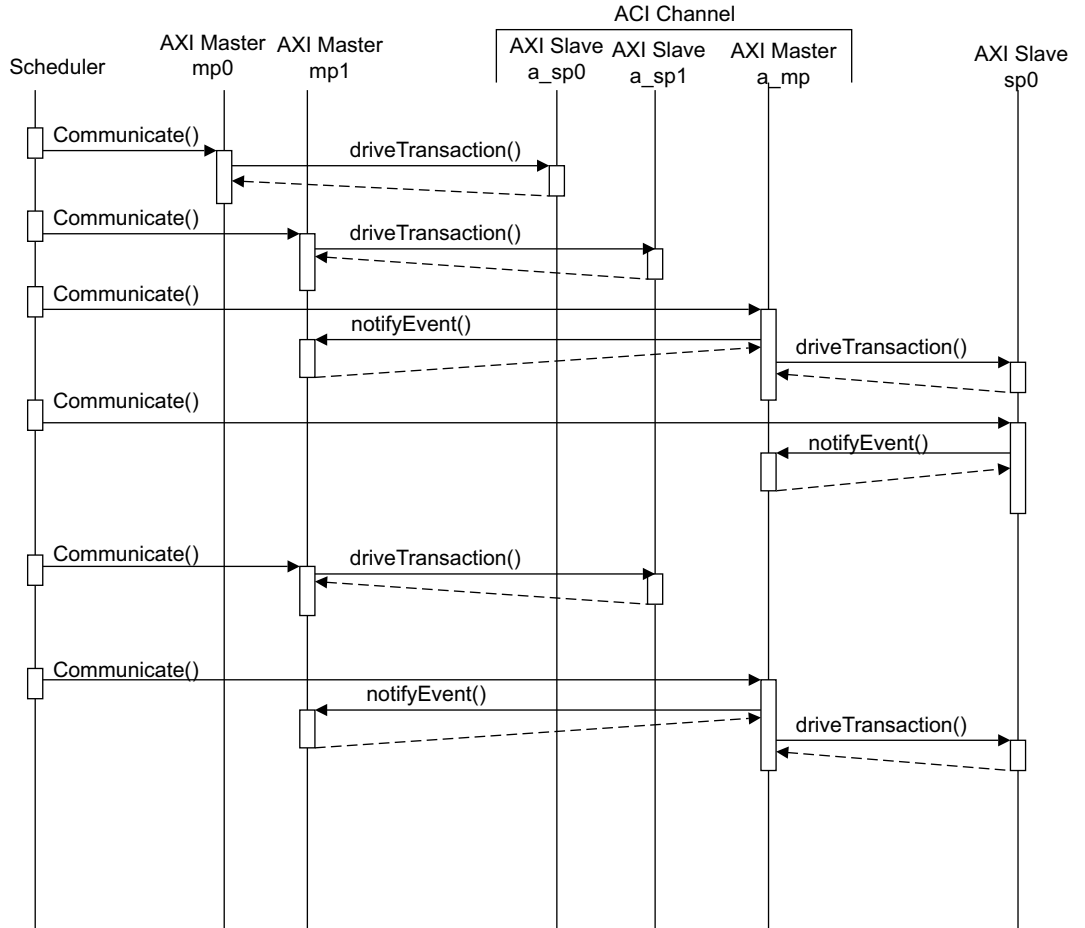 ACI Channel
Scheduler
AXI Master
mp0
AXI Master
mp1
AXI Slave
a_sp0
AXI Slave
a_sp1
AXI Master
a_mp
AXI Slave
sp0
Communicate()
driveTransaction()
Communicate()
driveTransaction()
Communicate()
notifyEvent()
driveTransaction()
Communicate()
notifyEvent()
Communicate()
driveTransaction()
Communicate()
notifyEvent()
driveTransaction()